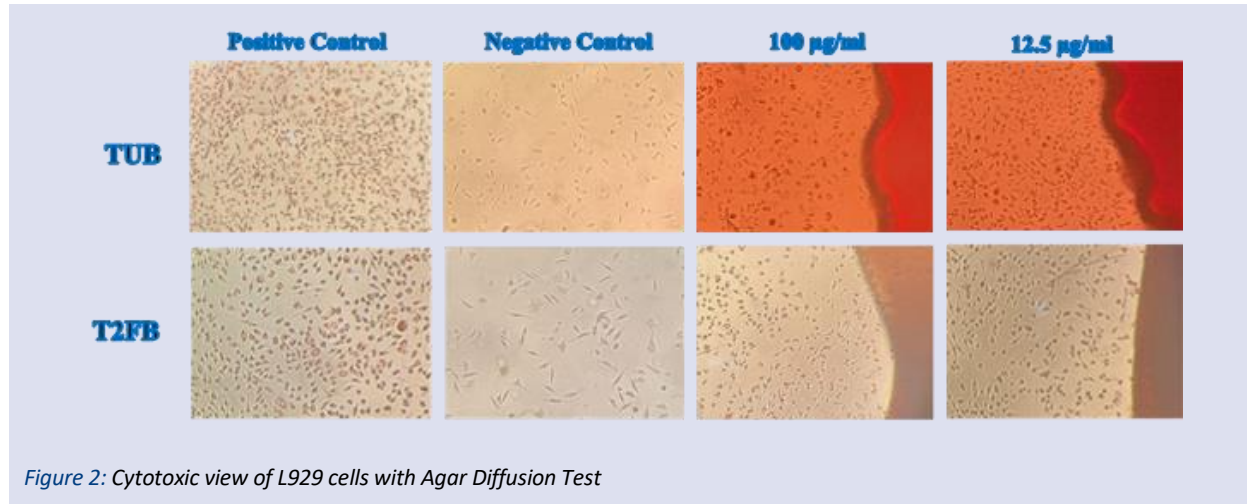 Positive Control Negative Control 100 µg/ml 12.5 µg/ml
TUB
T2FB
Figure 2: Cytotoxic view of L929 cells with Agar Diffusion Test